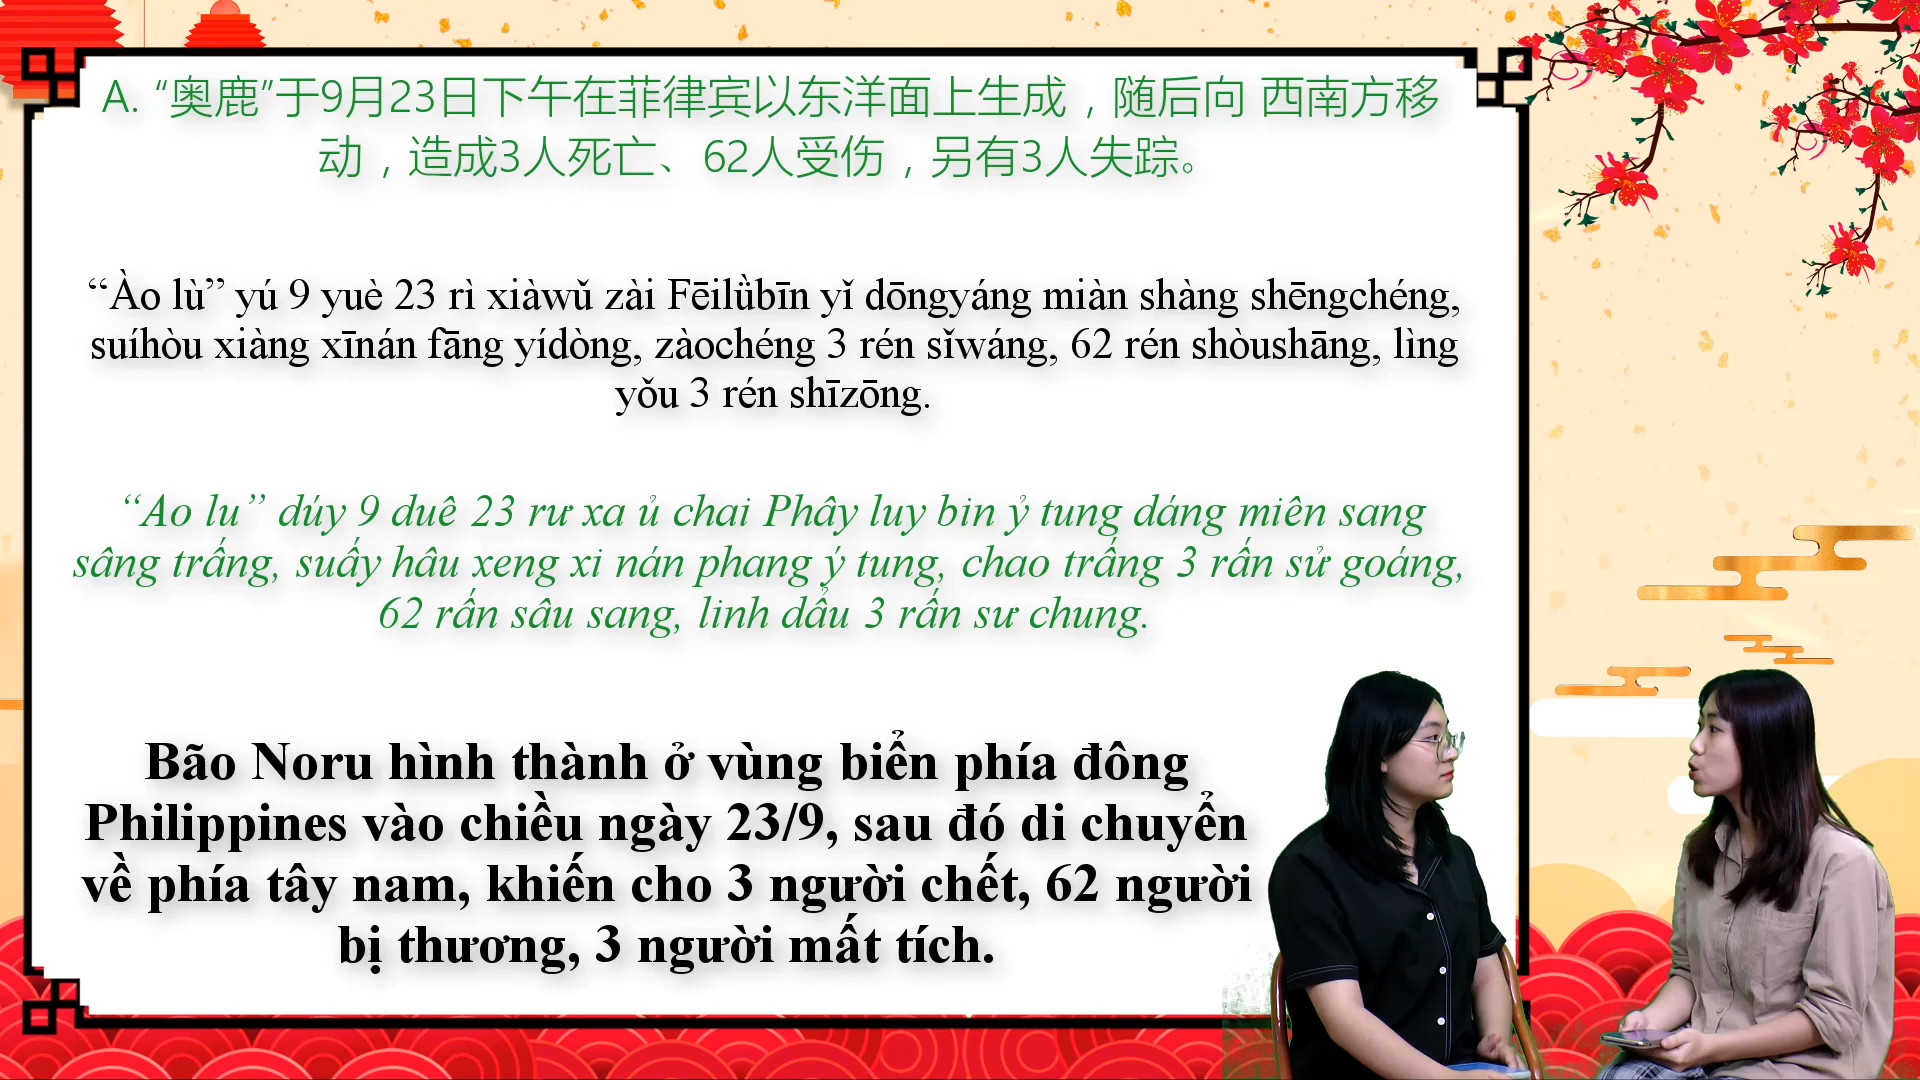 A. “奥鹿”于9月23日下午在菲律宾以东洋面上生成，随后向 西南方移
动，造成3人死亡、62人受伤，另有3人失踪。
“Ào lù” yú 9 yuè 23 rì xiàwǔ zài Fēilǜbīn yǐ dōngyáng miàn shàng shēngchéng,
suíhòu xiàng xīnán fāng yídòng, zàochéng 3 rén sǐwáng, 62 rén shòushāng, lìng
yǒu 3 rén shīzōng.
“Ao lu” dúy 9 duê 23 rư xa ủ chai Phây luy bin ỷ tung dáng miên sang
sâng trấng, suấy hâu xeng xi nán phang ý tung, chao trấng 3 rấn sử goáng,
62 rấn sâu sang, linh dẩu 3 rấn sư chung.
Bão Noru hình thành ở vùng biển phía đông
Philippines vào chiều ngày 23/9, sau đó di chuyển
về phía tây nam, khiến cho 3 người chết, 62 người
bị thương, 3 người mất tích.